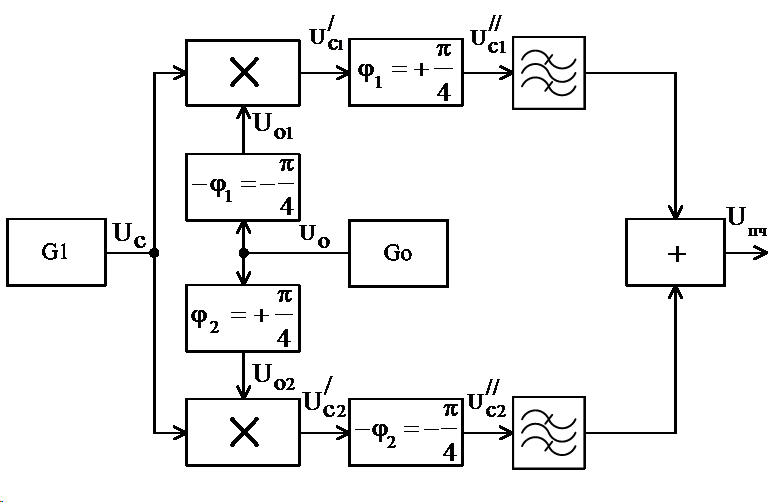 U′c1
U″c1
×
φ1 = + π/4
Uo1
−φ1 = − π/4
G1
Uc
Uo
Go
+
Uпч
φ2 = + π/4
Uo2
U′c2
U″c2
×
−φ2 = − π/4